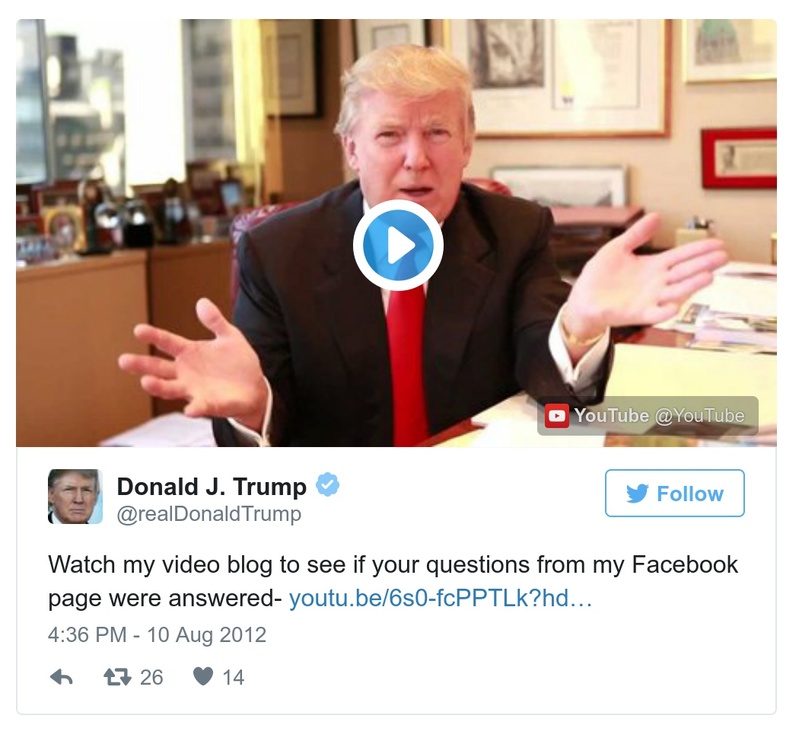 YouTube @YouTube
Donald J. Trump
@realDonaldTrump
Follow
Watch my video blog to see if your questions from my Facebook
page were answered- youtu.be/6s0-fcPPTLk?hd…
4:36 PM - 10 Aug 2012
26 14